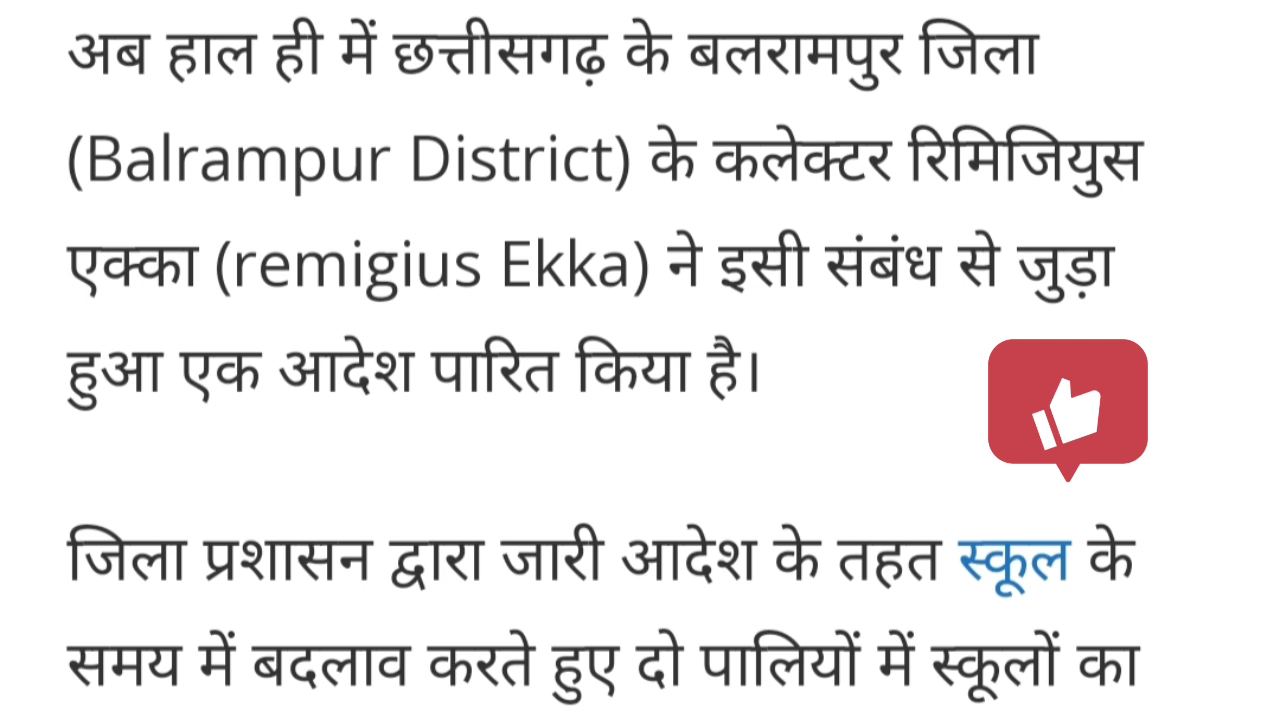 अब हाल ही में छत्तीसगढ़ के बलरामपुर जिला
(Balrampur District) के कलेक्टर रिमिजियुस
एक्का (remigius Ekka) ने इसी संबंध से जुड़ा
हुआ एक आदेश पारित किया है।
जिला प्रशासन द्वारा जारी आदेश के तहत स्कूल के
समय में बदलाव करते हुए दो पालियों में स्कूलों का